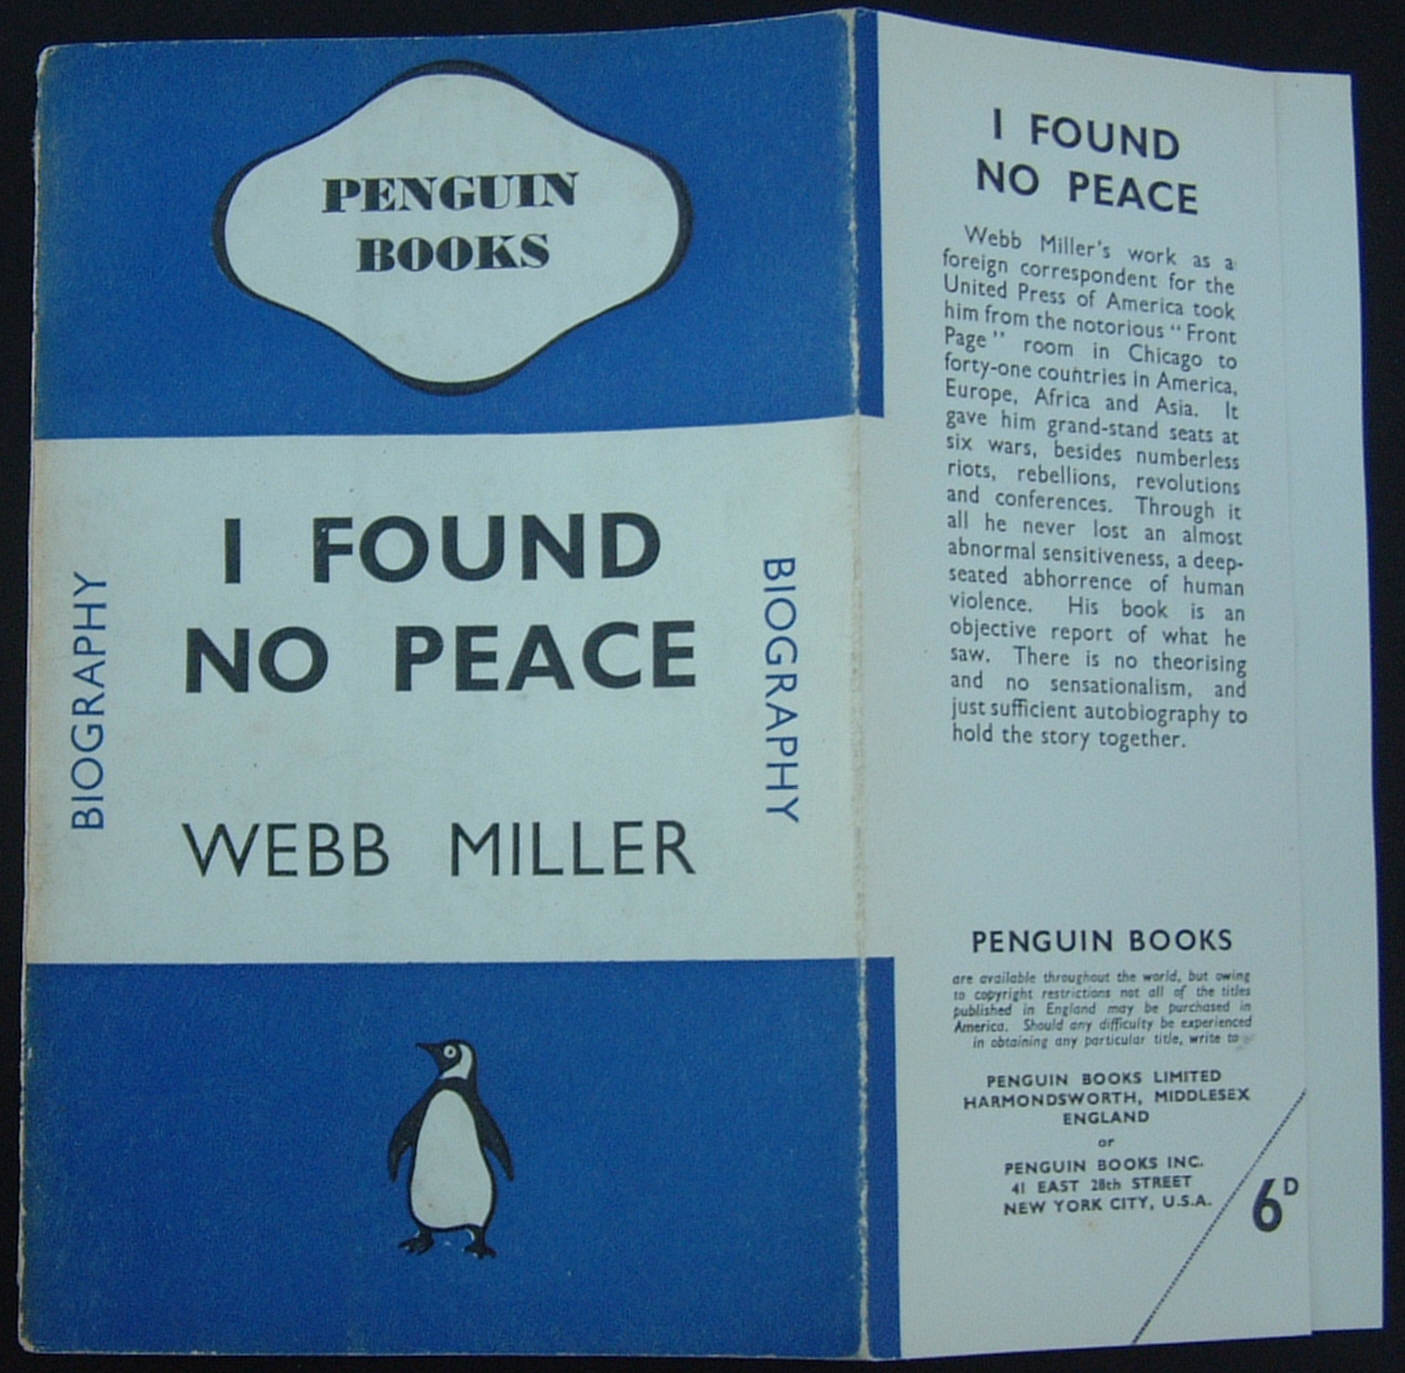 PENGUIN
BOOKS
I FOUND
NO PEACE
WEBB MILLER
BIOGRAPHY
BIOGRAPHY
I FOUND
NO PEACE
Webb Miller's work as a
foreign correspondent for the
United Press of America took
him from the notorious "Front
Page" room in Chicago to
forty-one countries in America,
Europe, Africa and Asia. It
gave him grand-stand seats at
six wars, besides numberless
riots, rebellions, revolutions
and conferences. Through it
all he never lost an almost
abnormal sensitiveness, a deep-
seated abhorrence of human
violence. His book is an
objective report of what he
saw. There is no theorising
and no sensationalism, and
just sufficient autobiography to
hold the story together.
PENGUIN BOOKS
are available throughout the world, but owing
to copyright restrictions not all of the titles
published in England may be purchased in
America. Should any difficulty be experienced
in obtaining any particular title, write to
PENGUIN BOOKS LIMITED
HARMONDSWORTH, MIDDLESEX
ENGLAND
or
PENGUIN BOOKS INC.
41 EAST 28th STREET
NEW YORK CITY, U.S.A.
6D